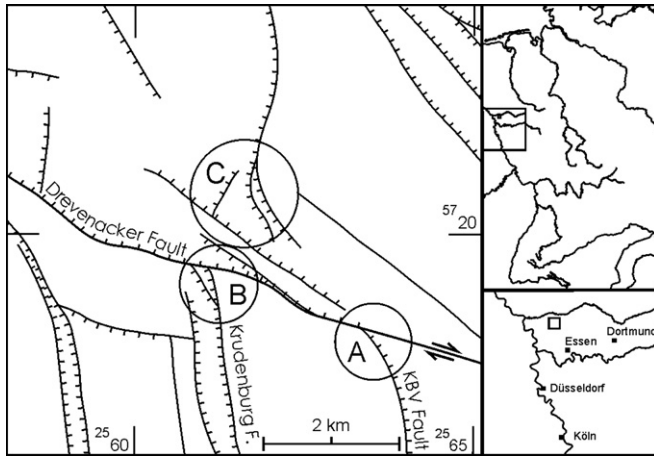 C
57
20
Drevenacker Fault
B
A
Krudenburg F.
KBV Fault
2 km
25
60
25
65
Dortmund
Essen
Düsseldorf
Köln